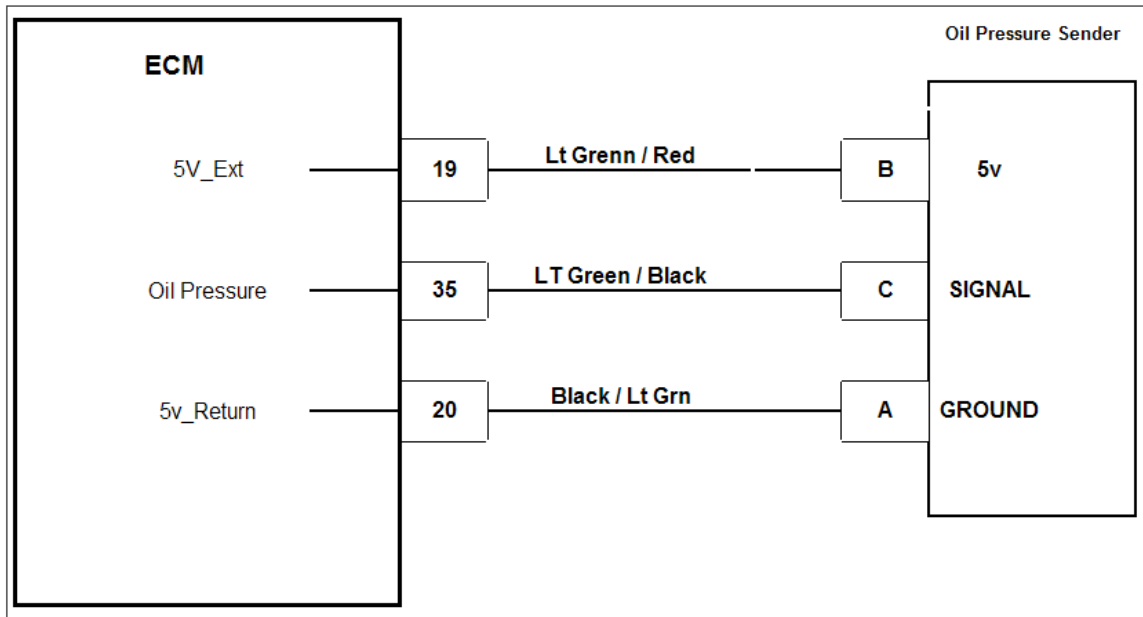 Oil Pressure Sender
ECM
5V_Ext 19 Lt Grenn / Red B 5v
Oil Pressure 35 LT Green / Black C SIGNAL
5v_Return 20 Black / Lt Grn A GROUND